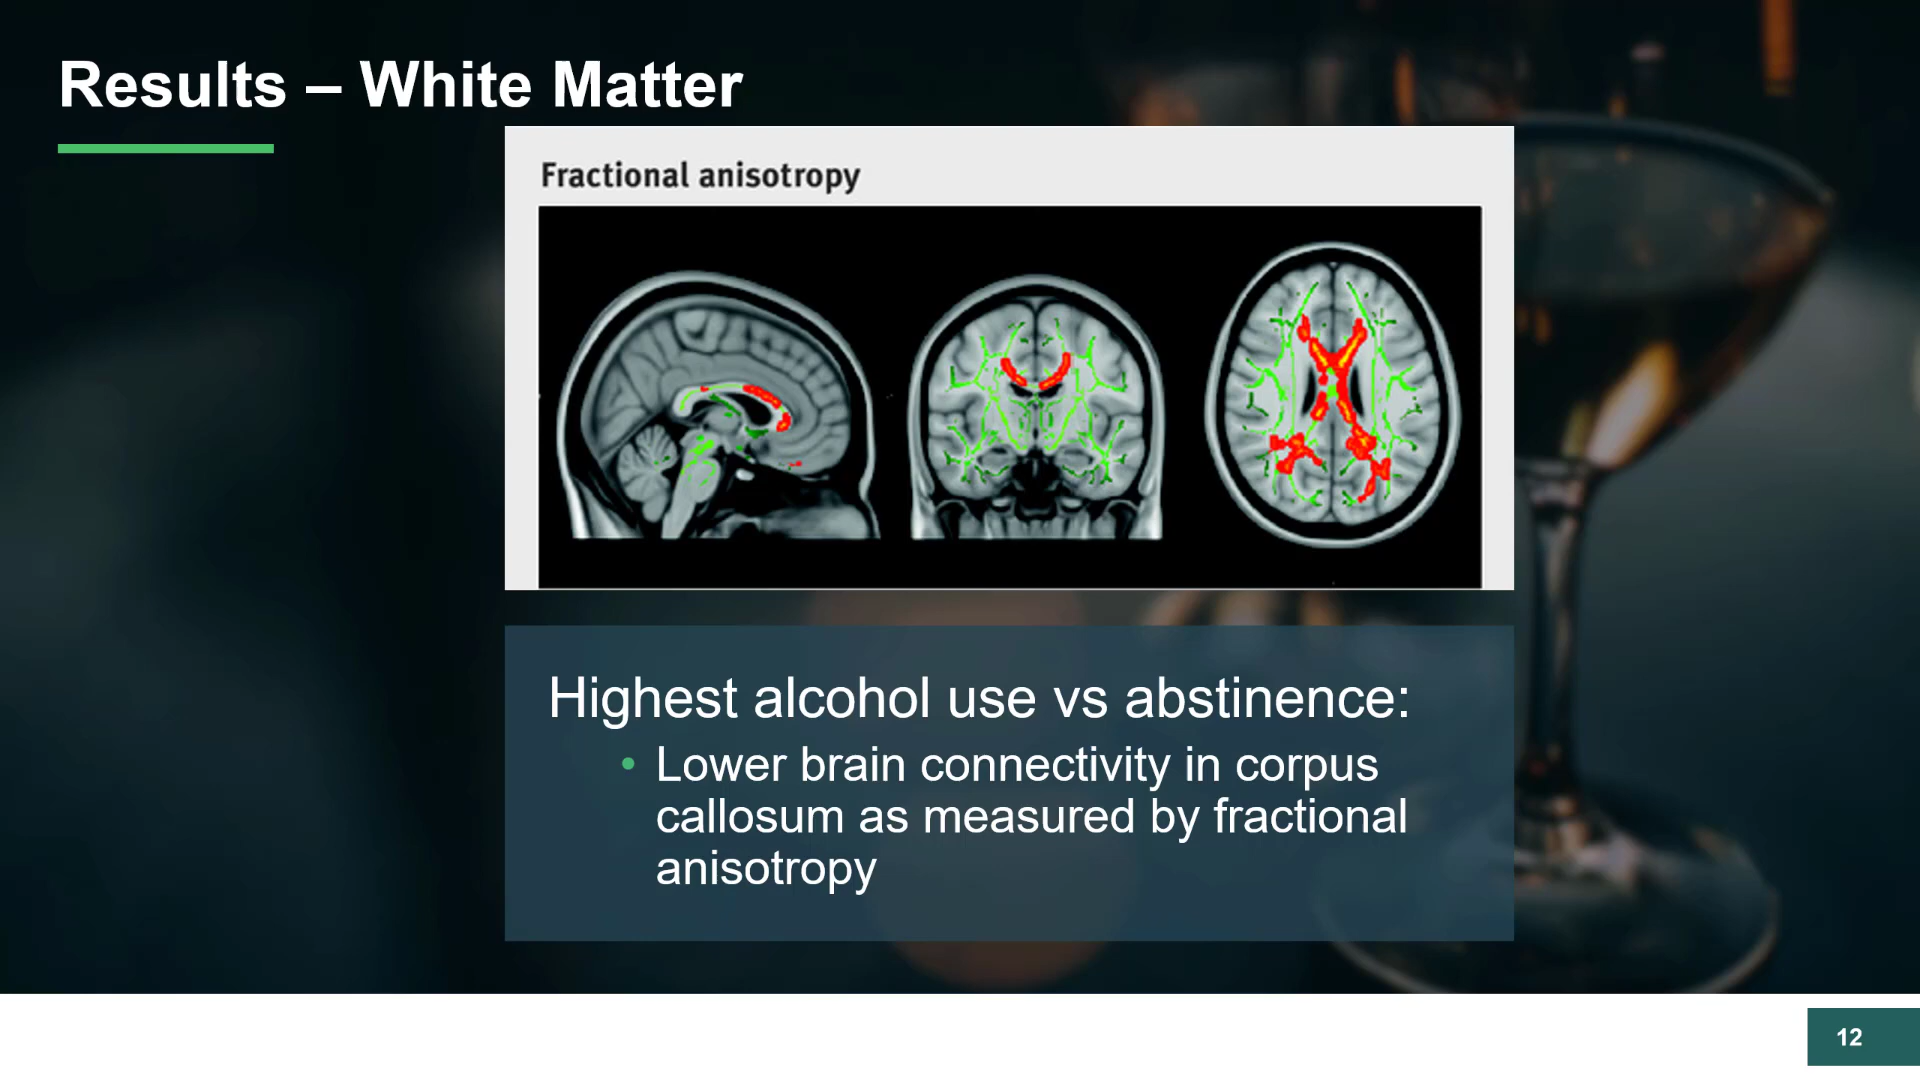 Results – White Matter
Fractional anisotropy
Highest alcohol use vs abstinence:
• Lower brain connectivity in corpus
callosum as measured by fractional
anisotropy
12